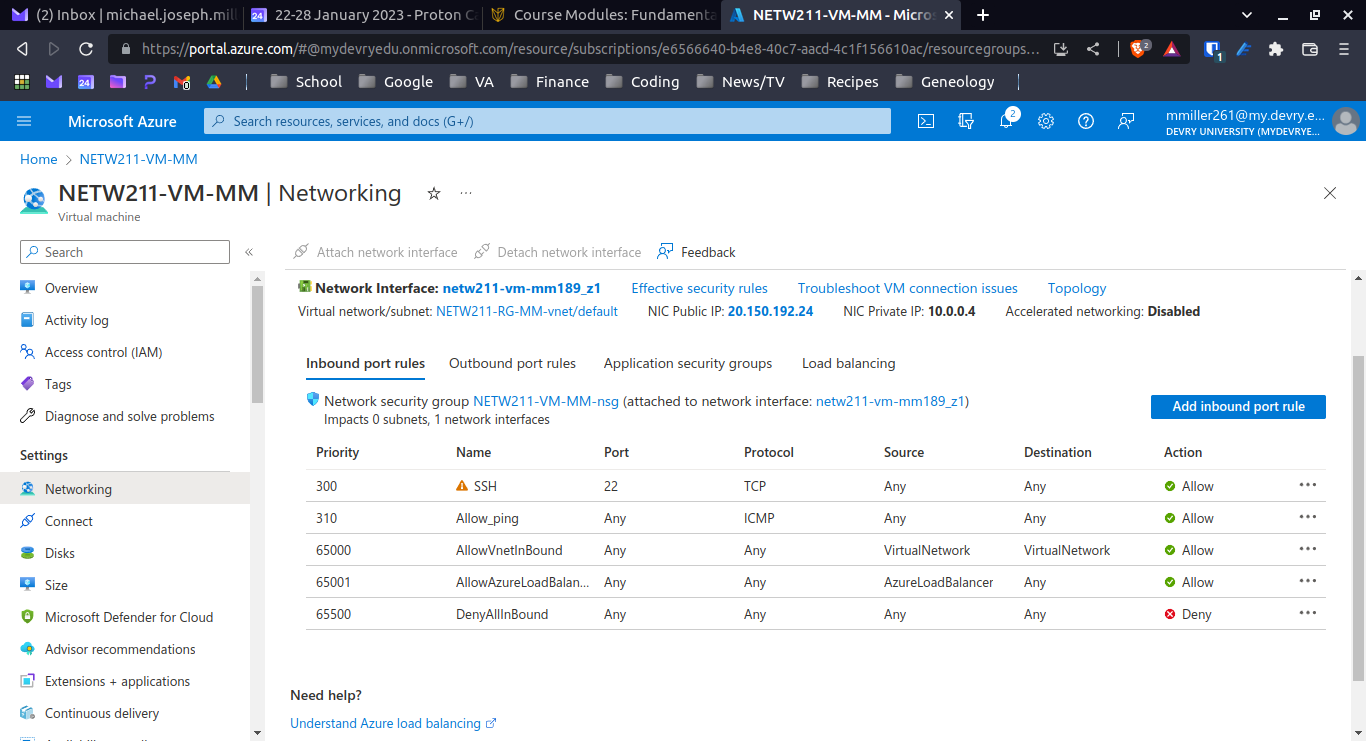 (2) Inbox | michael.joseph.mil
24 22-28 January 2023 - Proton Ca
Course Modules: Fundamenta
NETW211-VM-MM - Micros
https://portal.azure.com/#@mydevryedu.onmicrosoft.com/resource/subscriptions/e6566640-b4e8-40c7-aacd-4c1f156610ac/resourcegroups...
2
1
24
0
School
Google
VA
Finance
Coding
News/TV
Recipes
Geneology
Microsoft Azure
Search resources, services, and docs (G+/)
2
mmiller261@my.devry.e...
DEVRY UNIVERSITY (MYDEVRYE...
Home > NETW211-VM-MM
NETW211-VM-MM | Networking
Virtual machine
Search
Attach network interface
Detach network interface
Feedback
Overview
Activity log
Access control (IAM)
Tags
Diagnose and solve problems
Settings
Networking
Connect
Disks
Size
Microsoft Defender for Cloud
Advisor recommendations
Extensions + applications
Continuous delivery
Network Interface: netw211-vm-mm189_z1 Effective security rules Troubleshoot VM connection issues Topology
Virtual network/subnet: NETW211-RG-MM-vnet/default NIC Public IP: 20.150.192.24 NIC Private IP: 10.0.0.4 Accelerated networking: Disabled
Inbound port rules Outbound port rules Application security groups Load balancing
Network security group NETW211-VM-MM-nsg (attached to network interface: netw211-vm-mm189_z1)
Impacts 0 subnets, 1 network interfaces
Add inbound port rule
Priority Name Port Protocol Source Destination Action
300 SSH 22 TCP Any Any Allow
310 Allow_ping Any ICMP Any Any Allow
65000 AllowVnetInBound Any Any VirtualNetwork VirtualNetwork Allow
65001 AllowAzureLoadBalan... Any Any AzureLoadBalancer Any Allow
65500 DenyAllInBound Any Any Any Any Deny
Need help?
Understand Azure load balancing